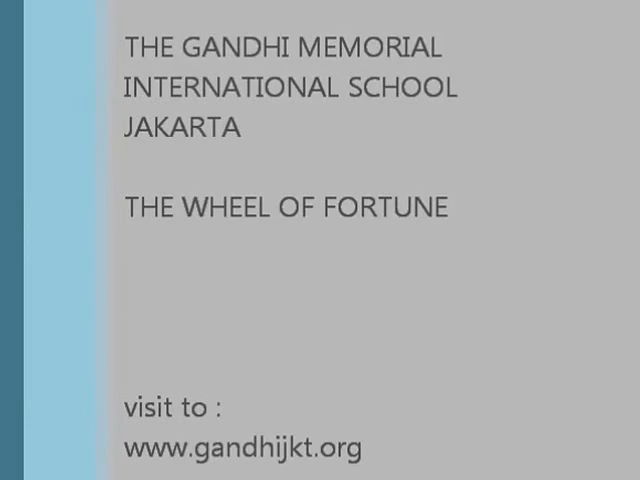 THE GANDHI MEMORIAL
INTERNATIONAL SCHOOL
JAKARTA
THE WHEEL OF FORTUNE
visit to :
www.gandhijkt.org